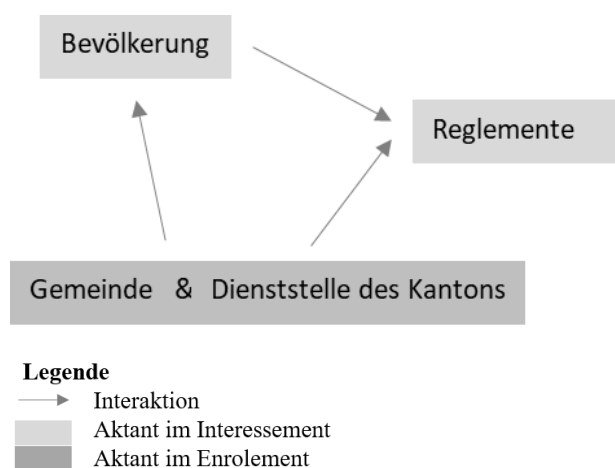 Bevölkerung
Reglemente
Gemeinde & Dienststelle des Kantons
Legende
Interaktion
Aktant im Interessement
Aktant im Enrolement